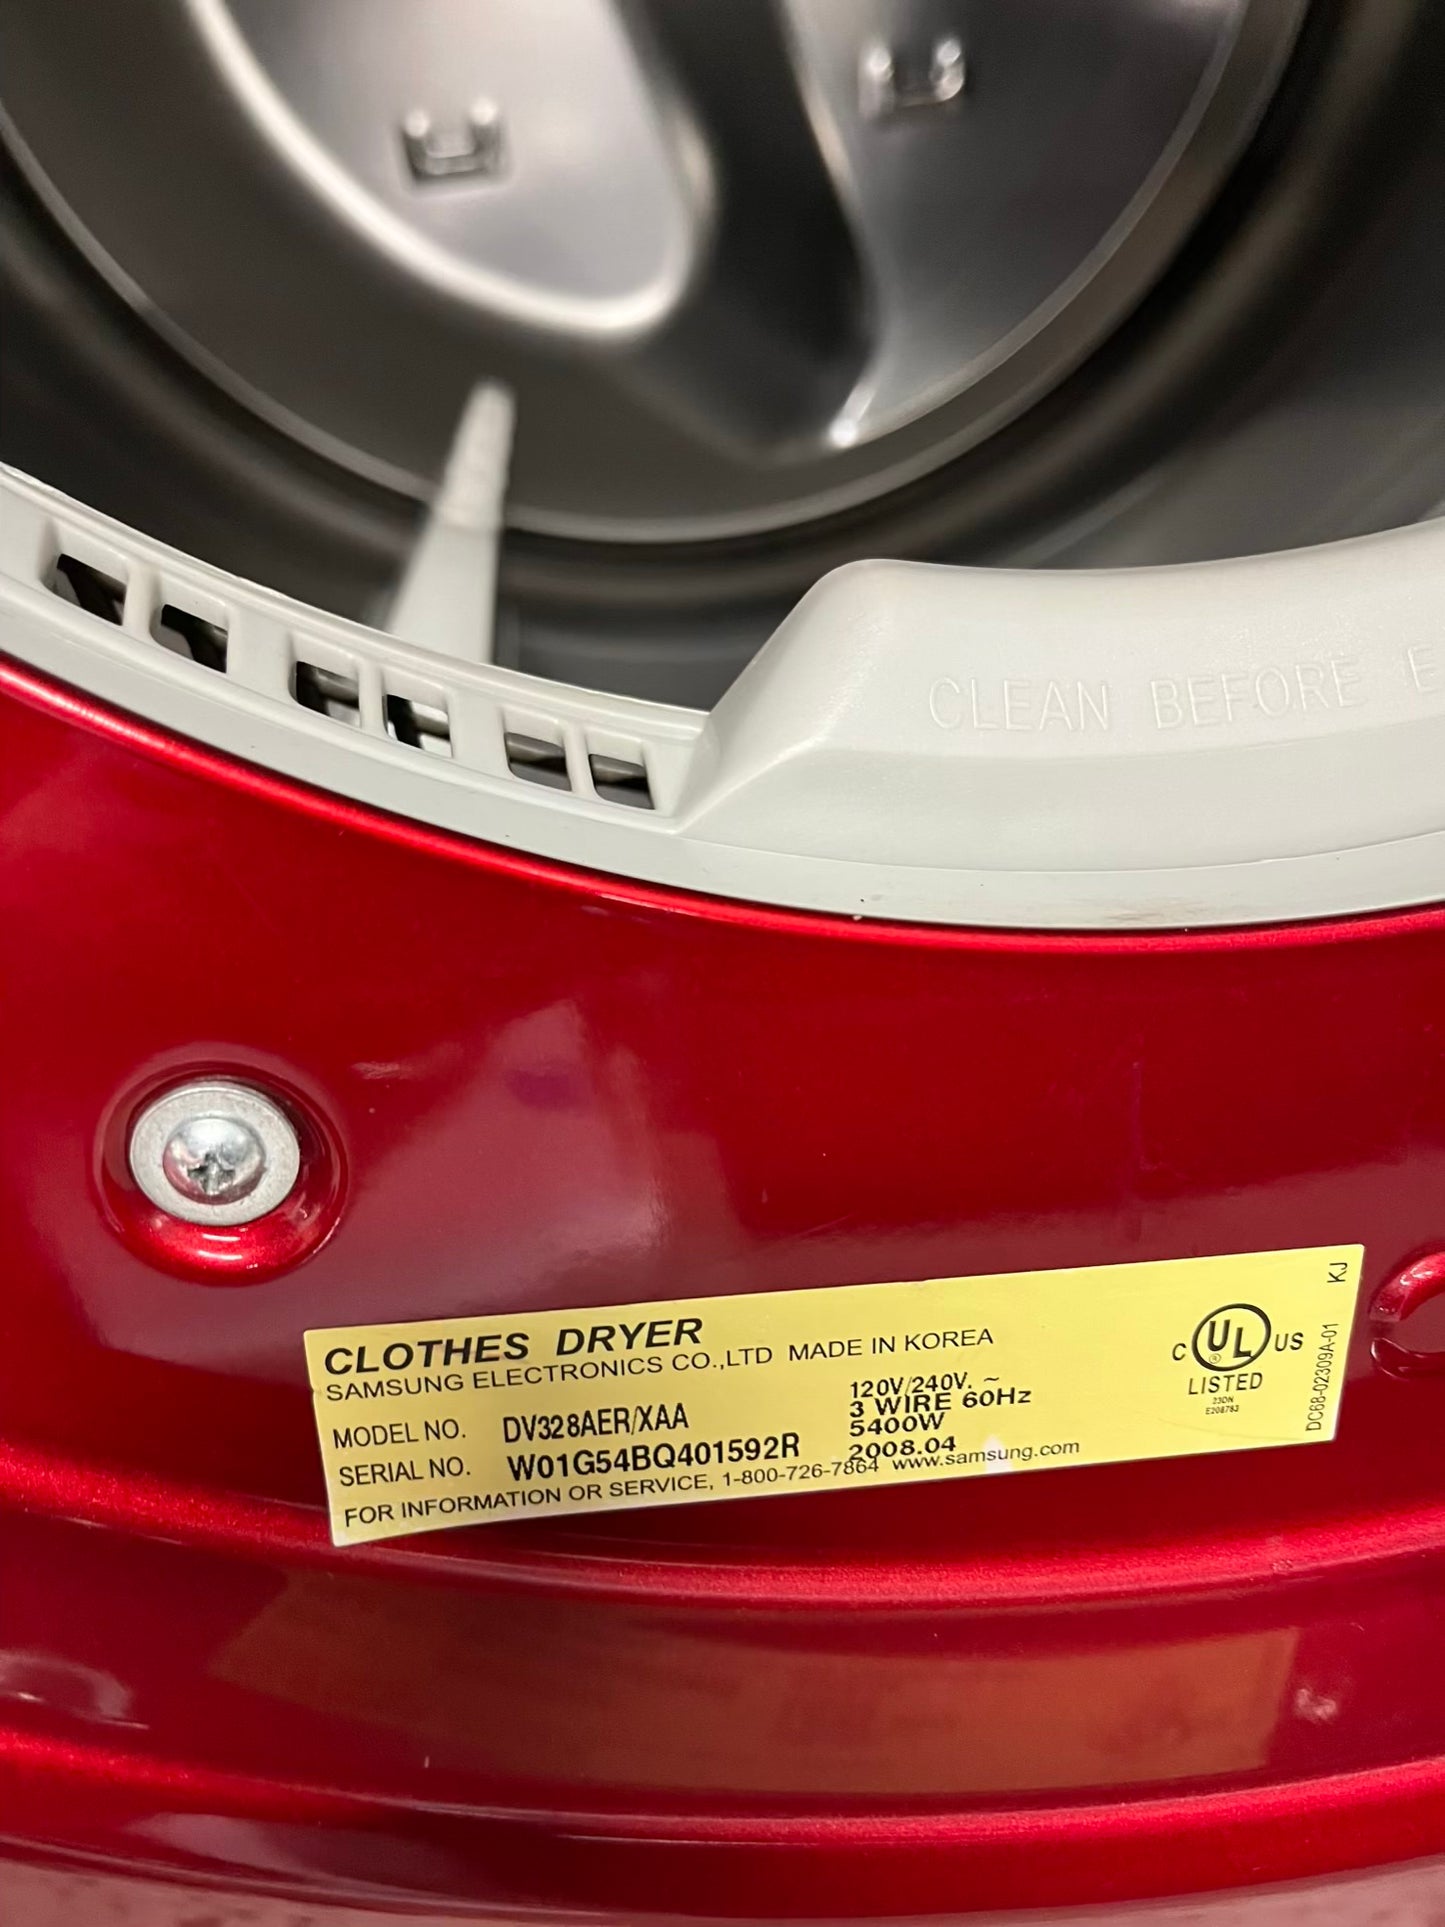 CLEAN BEFORE E
CLOTHES DRYER
SAMSUNG ELECTRONICS CO.,LTD MADE IN KOREA
MODEL NO. DV328AER/XAA
SERIAL NO. W01G54BQ401592R
120V/240V. ~
3 WIRE 60Hz
5400W
2008.04
FOR INFORMATION OR SERVICE, 1-800-726-7864 www.samsung.com
C UL ® US
LISTED
23DN
E208783
DC68-02309A-01
KJ